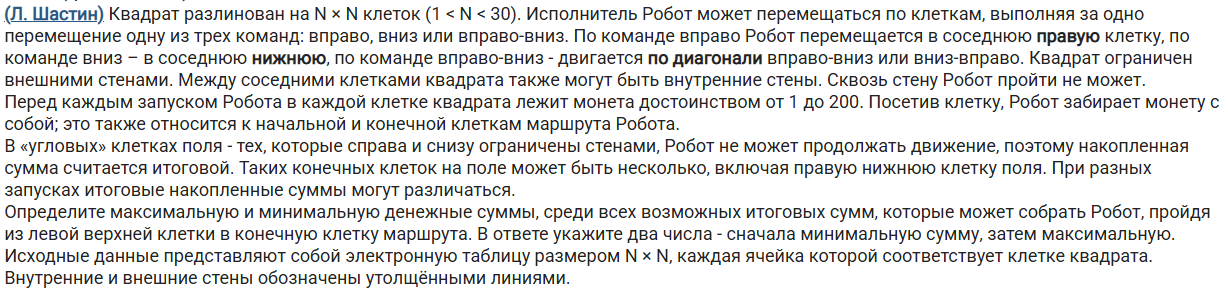 (Л. Шастин) Квадрат разлинован на N × N клеток (1 < N < 30). Исполнитель Робот может перемещаться по клеткам, выполняя за одно
перемещение одну из трех команд: вправо, вниз или вправо-вниз. По команде вправо Робот перемещается в соседнюю правую клетку, по
команде вниз – в соседнюю нижнюю, по команде вправо-вниз - двигается по диагонали вправо-вниз или вниз-вправо. Квадрат ограничен
внешними стенами. Между соседними клетками квадрата также могут быть внутренние стены. Сквозь стену Робот пройти не может.
Перед каждым запуском Робота в каждой клетке квадрата лежит монета достоинством от 1 до 200. Посетив клетку, Робот забирает монету с
собой; это также относится к начальной и конечной клеткам маршрута Робота.
В «угловых» клетках поля - тех, которые справа и снизу ограничены стенами, Робот не может продолжать движение, поэтому накопленная
сумма считается итоговой. Таких конечных клеток на поле может быть несколько, включая правую нижнюю клетку поля. При разных
запусках итоговые накопленные суммы могут различаться.
Определите максимальную и минимальную денежные суммы, среди всех возможных итоговых сумм, которые может собрать Робот, пройдя
из левой верхней клетки в конечную клетку маршрута. В ответе укажите два числа - сначала минимальную сумму, затем максимальную.
Исходные данные представляют собой электронную таблицу размером N × N, каждая ячейка которой соответствует клетке квадрата.
Внутренние и внешние стены обозначены утолщёнными линиями.